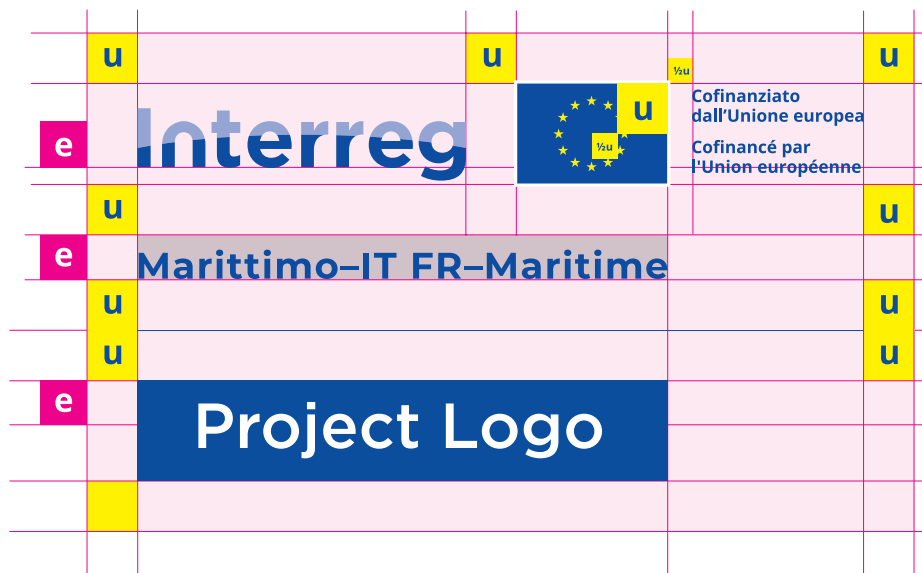 u u u
½u
Interreg
u
½u
Cofinanziato
dall'Unione europea
Cofinancé par
l'Union européenne
e
u u
e
Marittimo–IT FR–Maritime
u u
u u
e
Project Logo